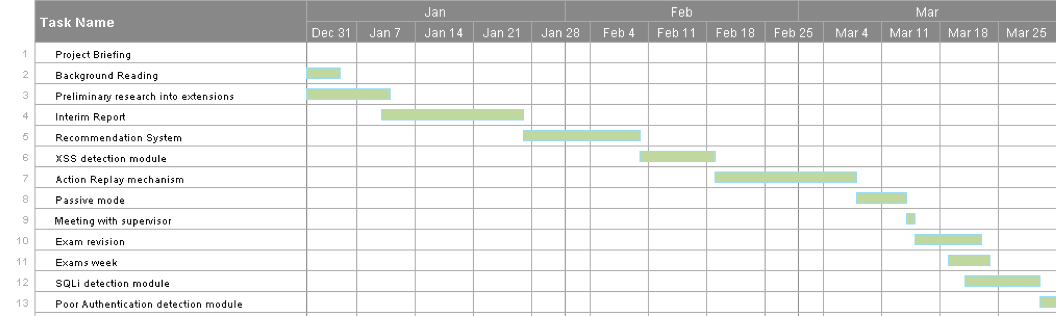 Task Name
Jan Feb Mar
Dec 31 Jan 7 Jan 14 Jan 21 Jan 28 Feb 4 Feb 11 Feb 18 Feb 25 Mar 4 Mar 11 Mar 18 Mar 25
1 Project Briefing
2 Background Reading
3 Preliminary research into extensions
4 Interim Report
5 Recommendation System
6 XSS detection module
7 Action Replay mechanism
8 Passive mode
9 Meeting with supervisor
10 Exam revision
11 Exams week
12 SQLi detection module
13 Poor Authentication detection module